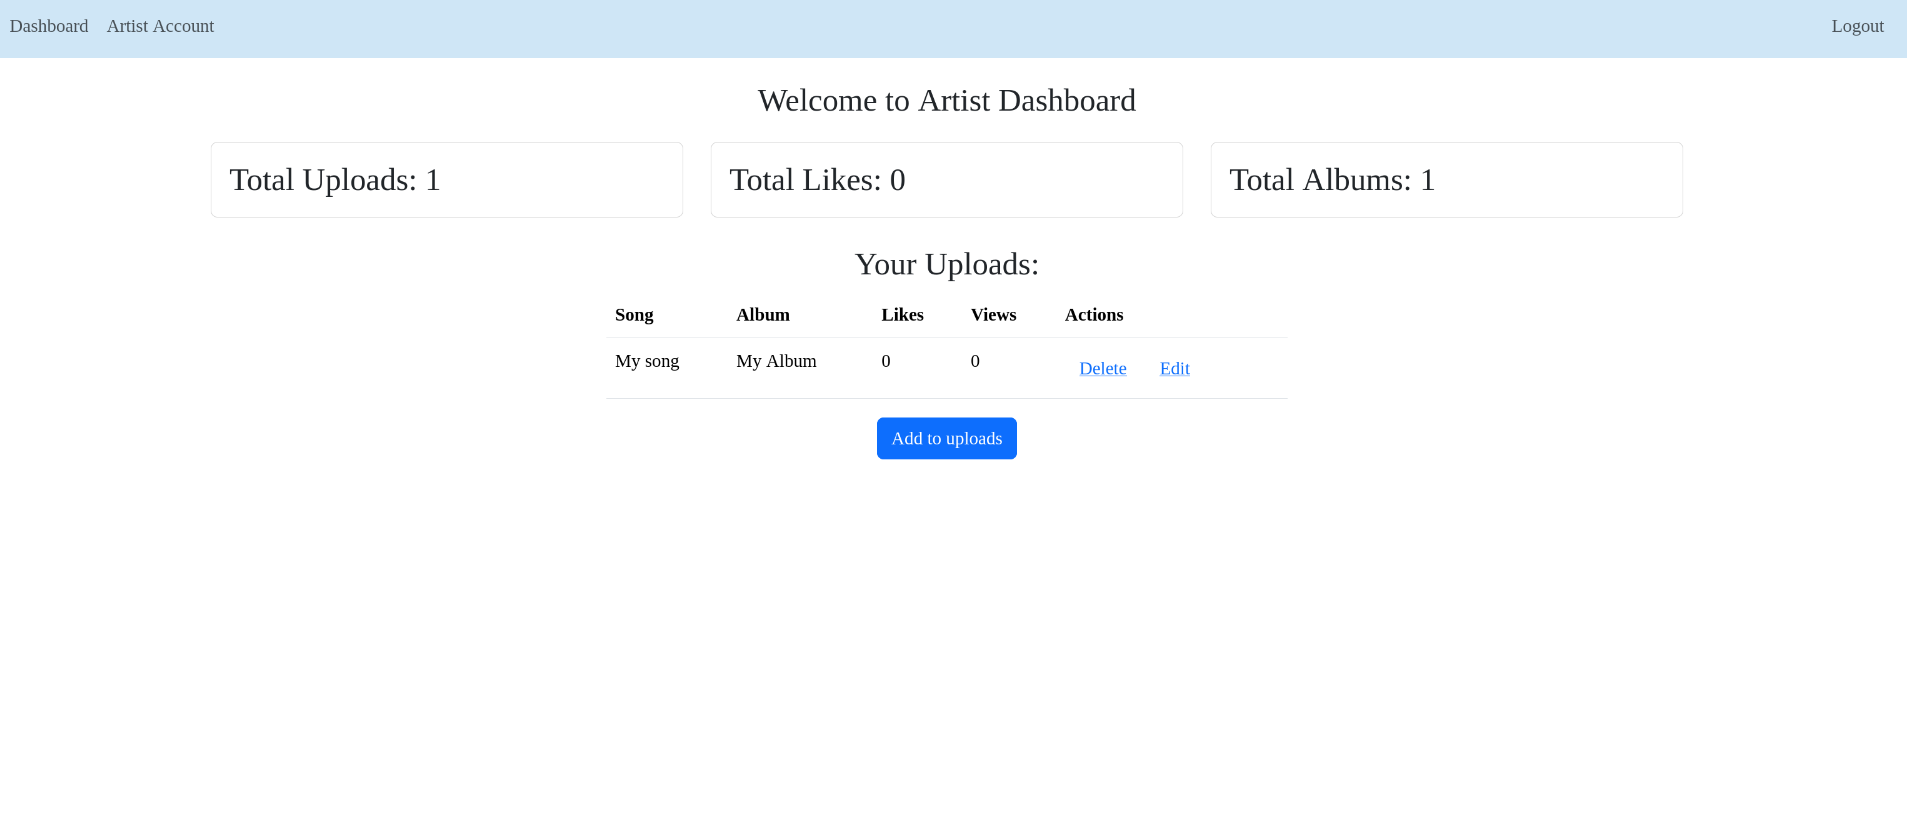 Dashboard Artist Account Logout
Welcome to Artist Dashboard
Total Uploads: 1 Total Likes: 0 Total Albums: 1
Your Uploads:
Song Album Likes Views Actions
My song My Album 0 0 Delete Edit
Add to uploads